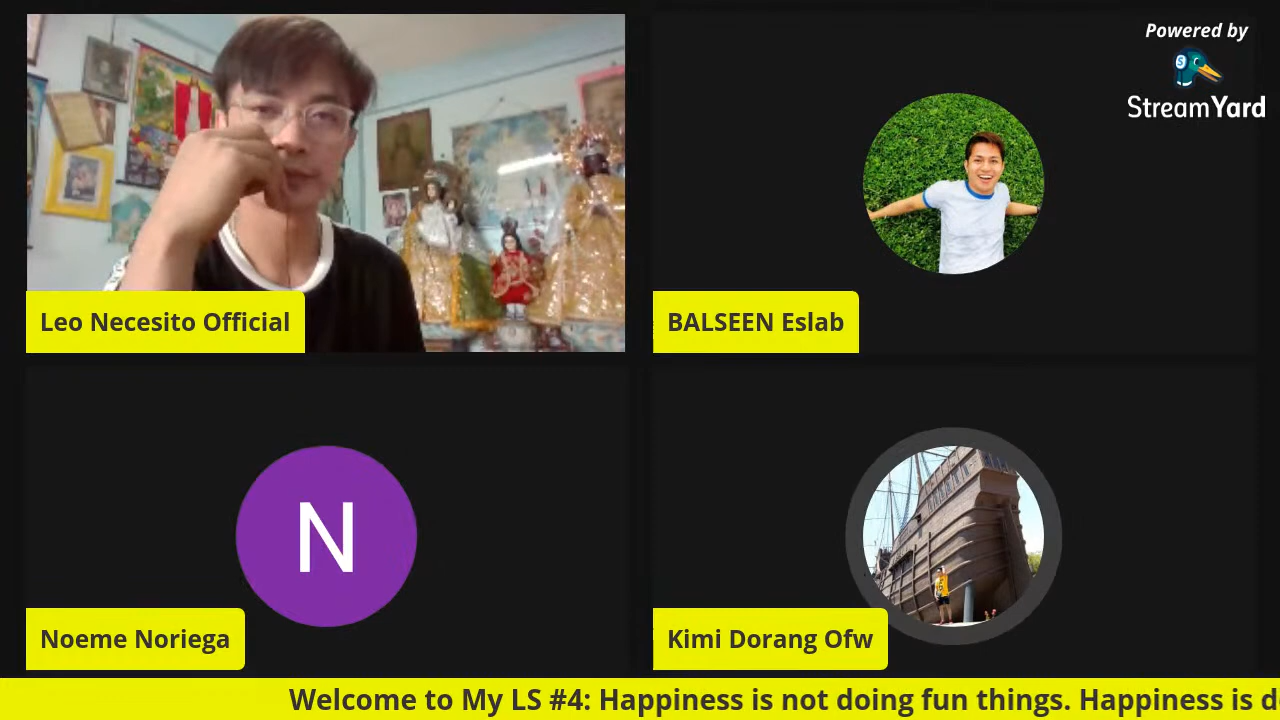 Powered by
StreamYard
Leo Necesito Official
BALSEEN Eslab
N
Noeme Noriega
Kimi Dorang Ofw
Welcome to My LS #4: Happiness is not doing fun things. Happiness is d